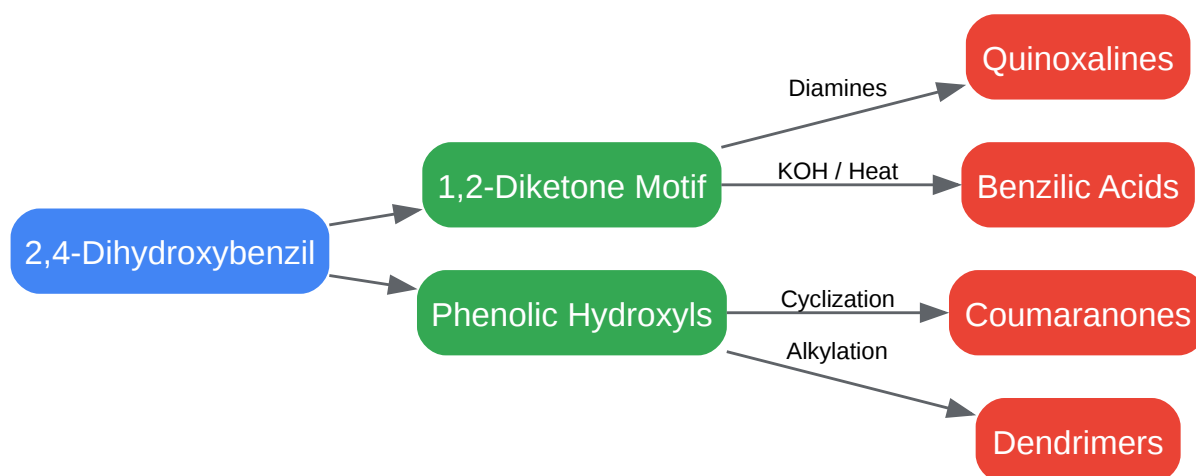 Quinoxalines
Diamines
1,2-Diketone Motif
KOH / Heat
Benzilic Acids
2,4-Dihydroxybenzil
Phenolic Hydroxyls
Cyclization
Coumaranones
Alkylation
Dendrimers